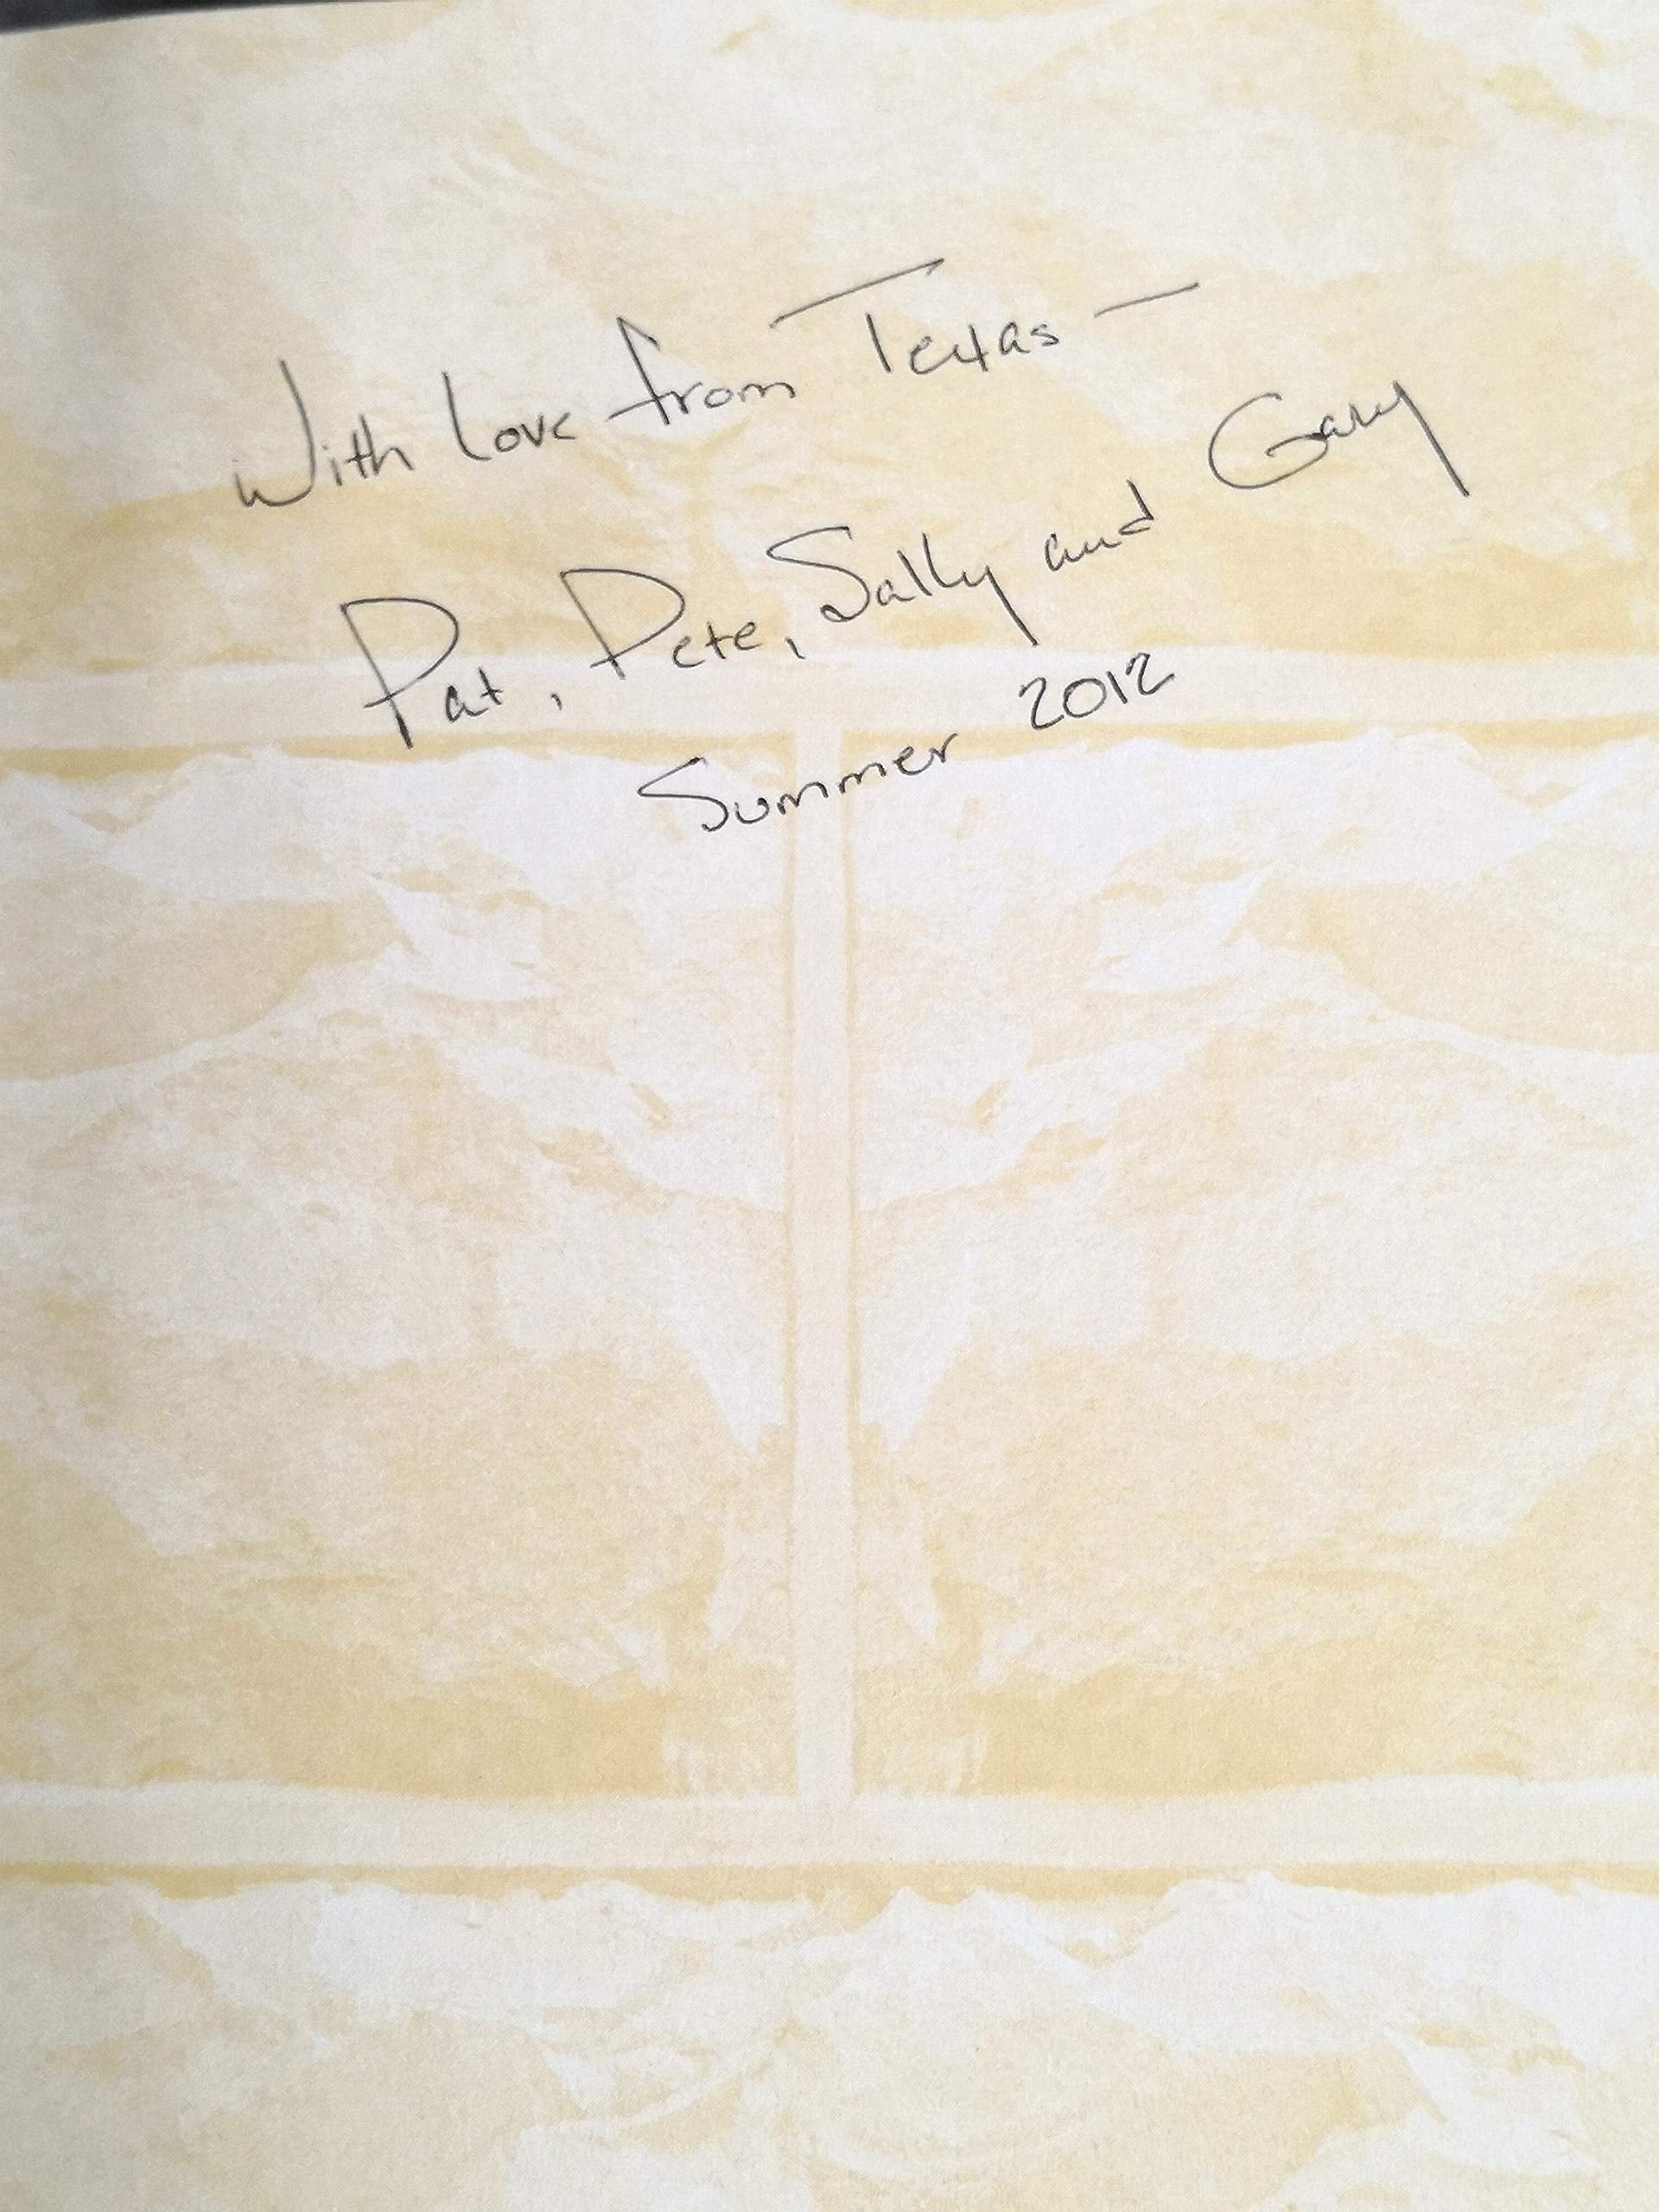 With Love from Texas —
Pat, Pete, Sally and Gary
Summer 2012